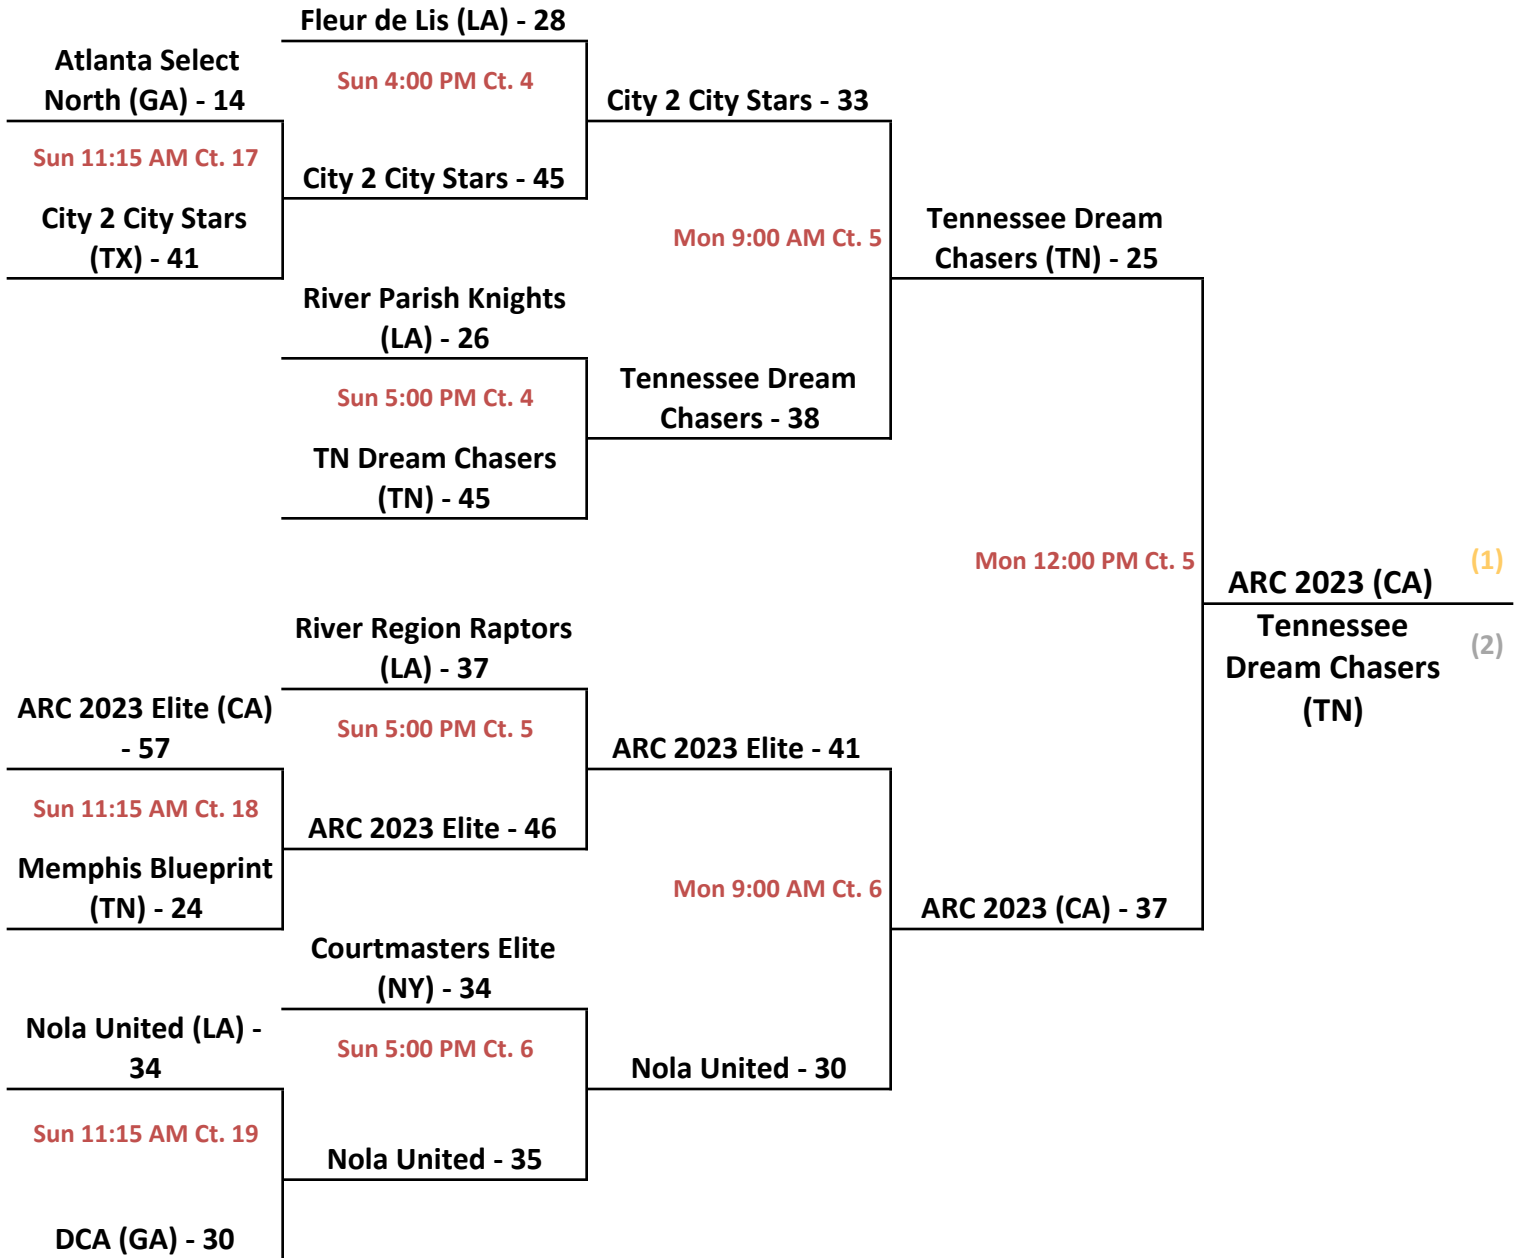 Fleur de Lis (LA) - 28
Atlanta Select
North (GA) - 14
Sun 4:00 PM Ct. 4
City 2 City Stars - 33
Sun 11:15 AM Ct. 17
City 2 City Stars - 45
City 2 City Stars
(TX) - 41
Mon 9:00 AM Ct. 5
Tennessee Dream
Chasers (TN) - 25
River Parish Knights
(LA) - 26
Sun 5:00 PM Ct. 4
Tennessee Dream
Chasers - 38
TN Dream Chasers
(TN) - 45
Mon 12:00 PM Ct. 5
ARC 2023 (CA)
(1)
Tennessee
Dream Chasers
(TN)
(2)
River Region Raptors
(LA) - 37
ARC 2023 Elite (CA)
- 57
Sun 5:00 PM Ct. 5
ARC 2023 Elite - 41
Sun 11:15 AM Ct. 18
ARC 2023 Elite - 46
Memphis Blueprint
(TN) - 24
Mon 9:00 AM Ct. 6
ARC 2023 (CA) - 37
Courtmasters Elite
(NY) - 34
Nola United (LA) -
34
Sun 5:00 PM Ct. 6
Nola United - 30
Sun 11:15 AM Ct. 19
Nola United - 35
DCA (GA) - 30